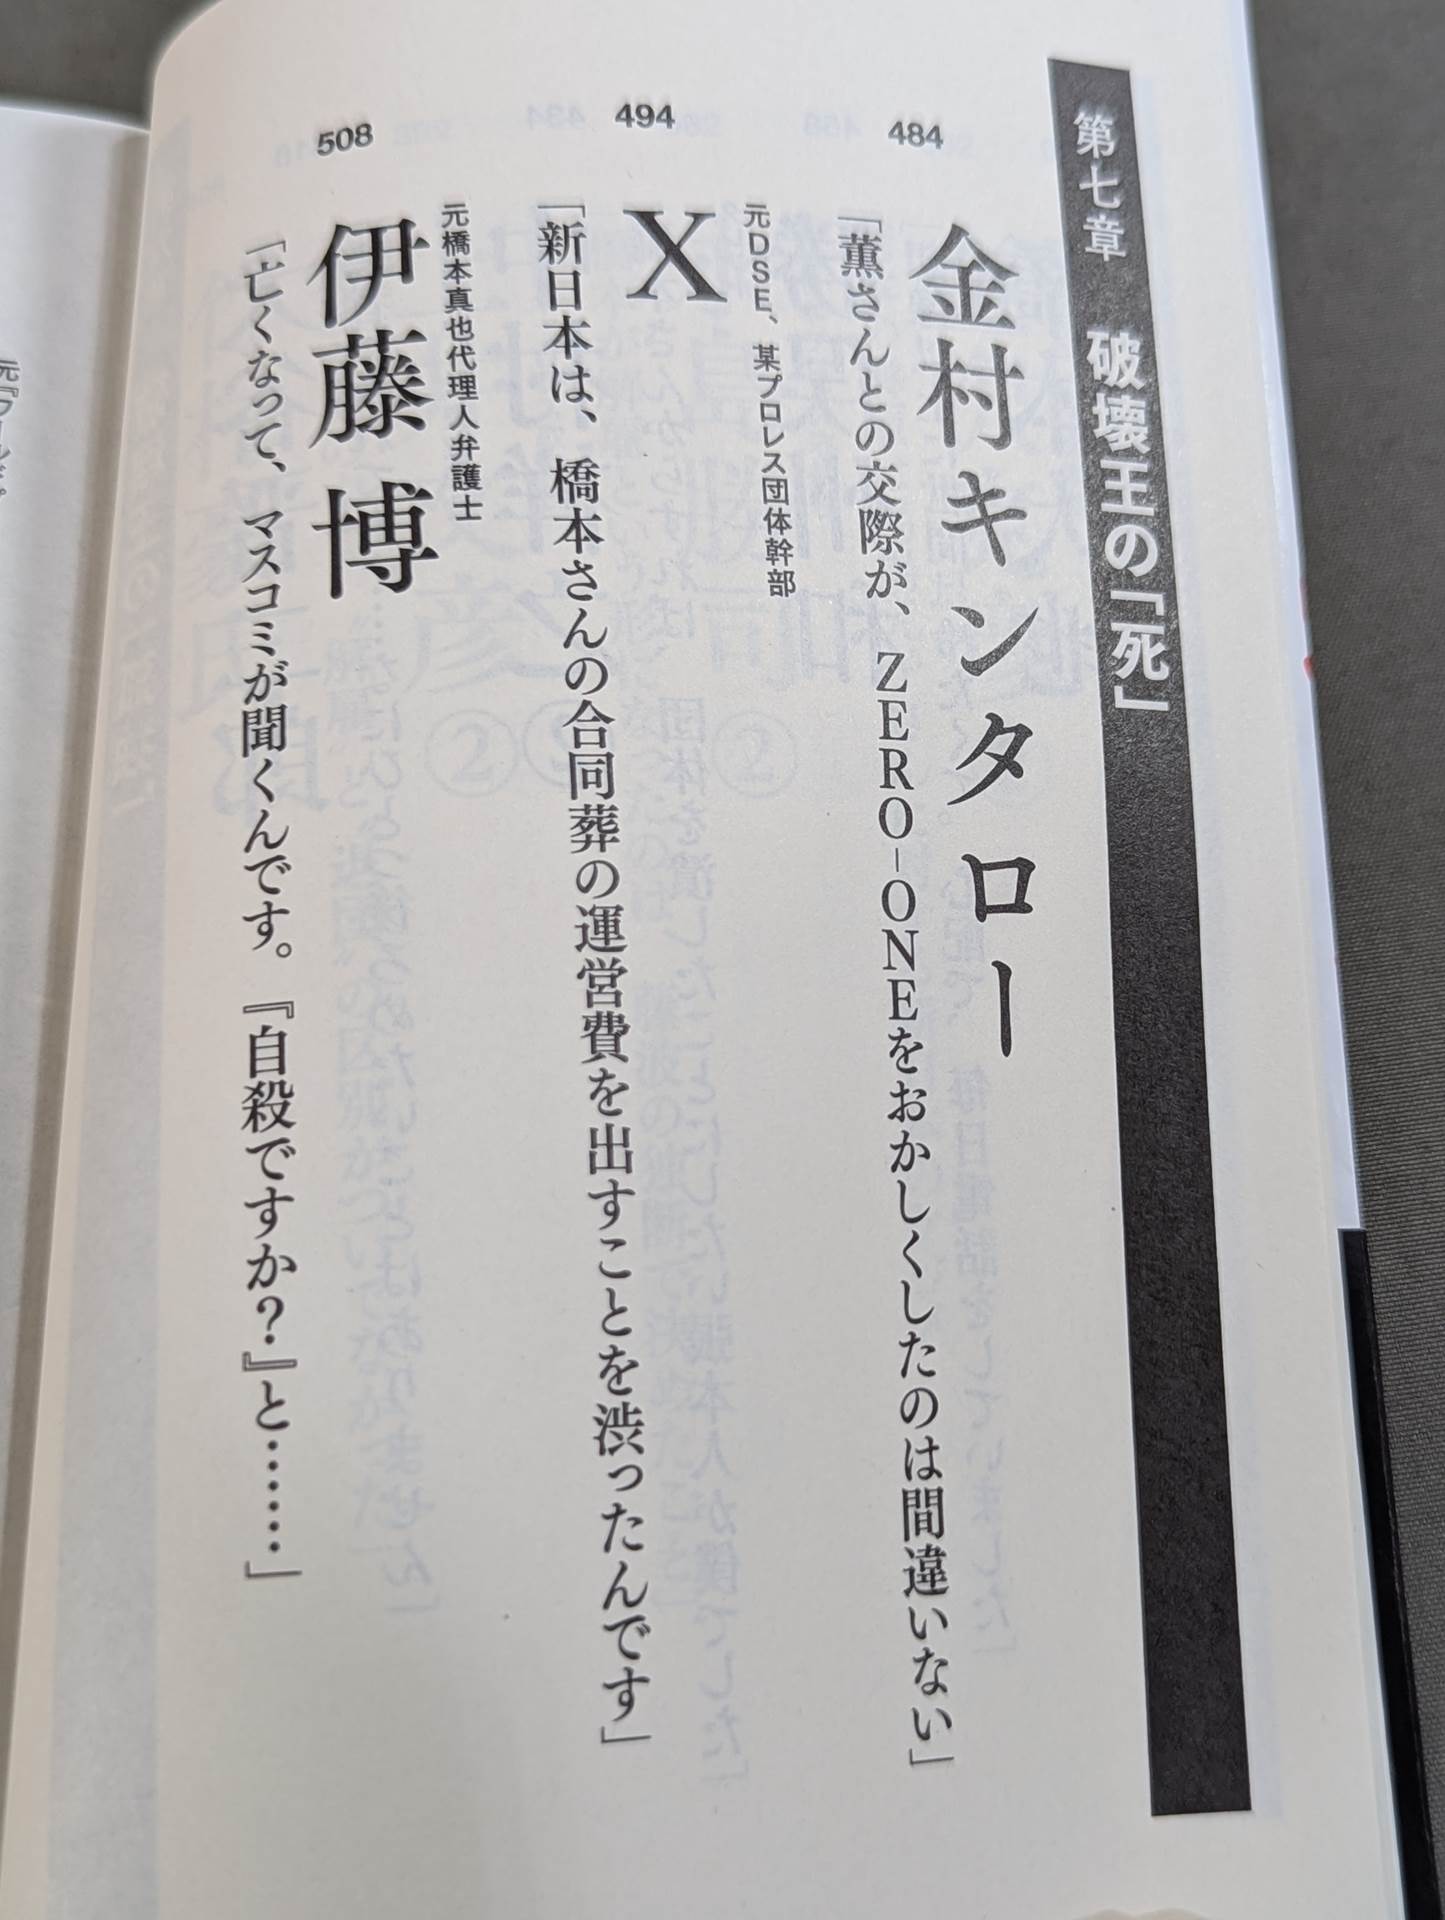 第七章 破壊王の「死」
484
金村キンタロー
「薫さんとの交際が、ZERO-ONEをおかしくしたのは間違いない」
494
元DSE、某プロレス団体幹部
X
「新日本は、橋本さんの合同葬の運営費を出すことを渋ったんです」
508
元橋本真也代理人弁護士
伊藤 博
「亡くなって、マスコミが聞くんです。『自殺ですか?』と……」